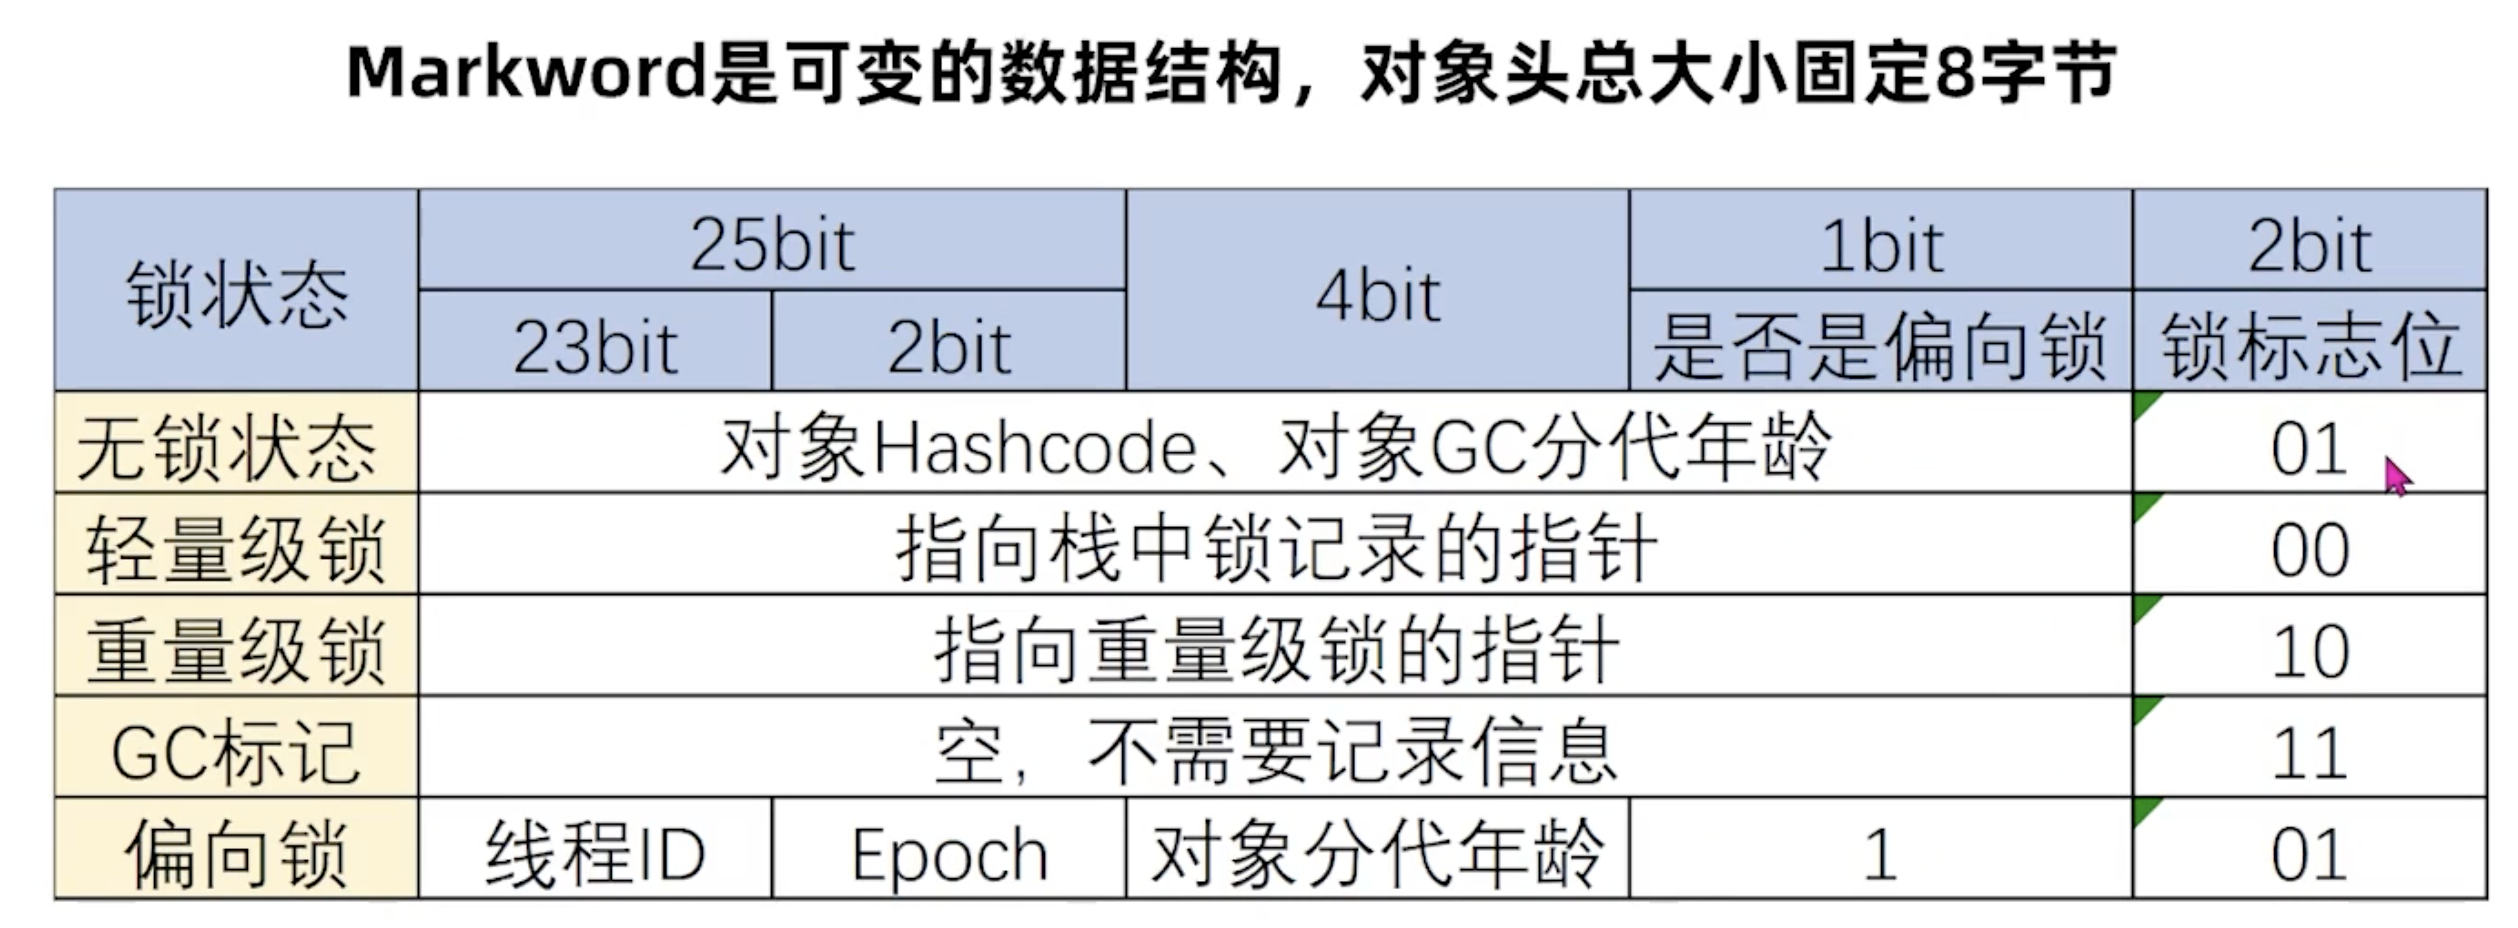 Markword是可变的数据结构，对象头总大小固定8字节
锁状态 25bit 4bit 1bit 2bit
23bit 2bit 是否是偏向锁 锁标志位
无锁状态 对象Hashcode、对象GC分代年龄 01
轻量级锁 指向栈中锁记录的指针 00
重量级锁 指向重量级锁的指针 10
GC标记 空，不需要记录信息 11
偏向锁 线程ID Epoch 对象分代年龄 1 01